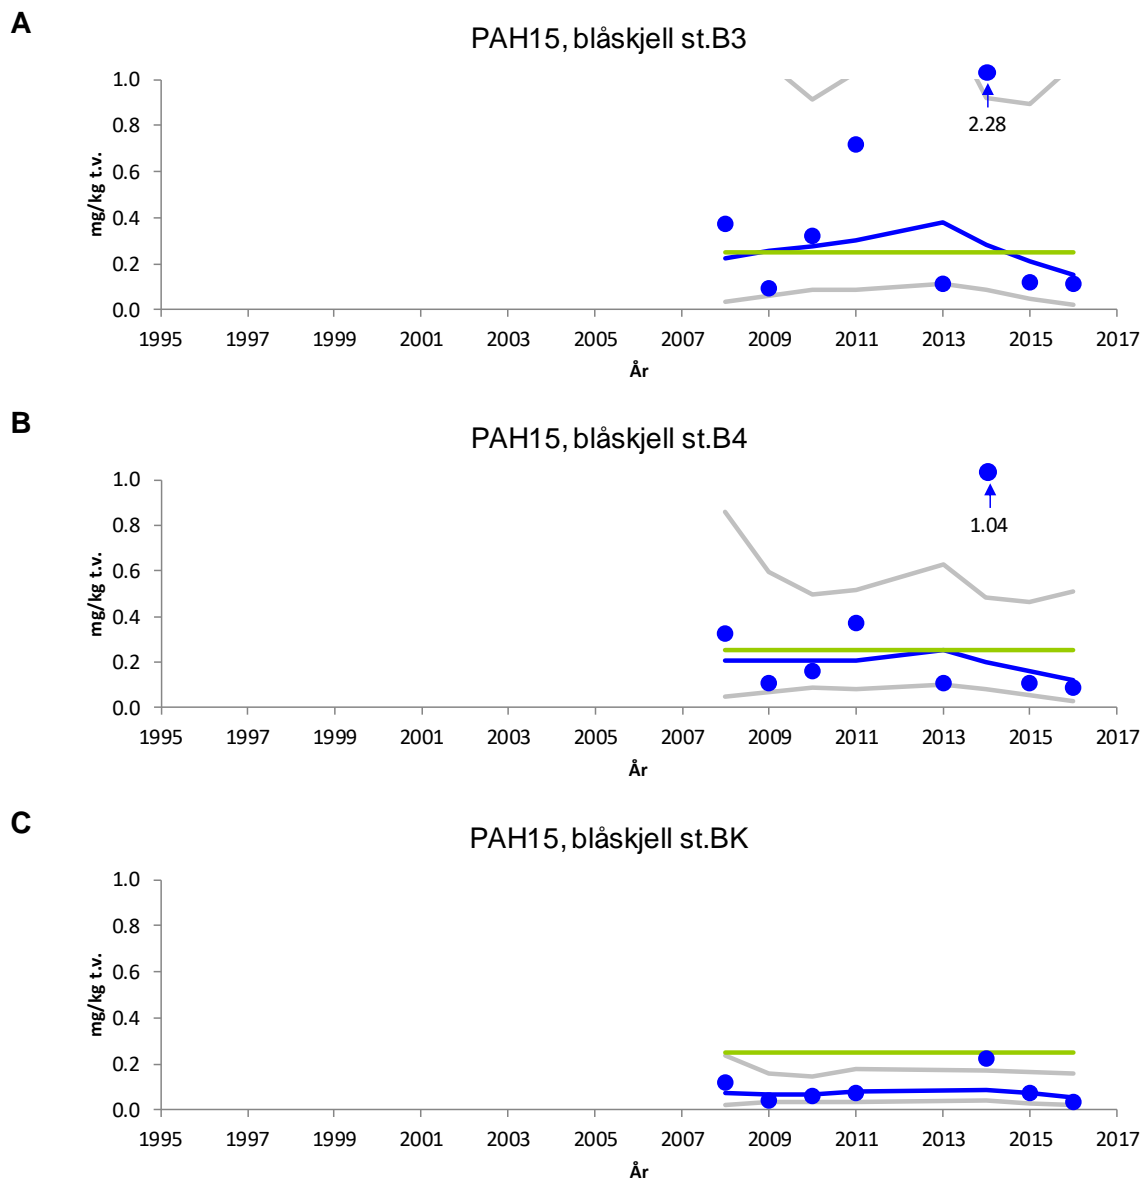 A
PAH15, blåskjell st.B3
mg/kg t.v.
1.0
0.8
0.6
0.4
0.2
0.0
2.28
1995 1997 1999 2001 2003 2005 2007 2009 2011 2013 2015 2017
År
B
PAH15, blåskjell st.B4
mg/kg t.v.
1.0
0.8
0.6
0.4
0.2
0.0
1.04
1995 1997 1999 2001 2003 2005 2007 2009 2011 2013 2015 2017
År
C
PAH15, blåskjell st.BK
mg/kg t.v.
1.0
0.8
0.6
0.4
0.2
0.0
1995 1997 1999 2001 2003 2005 2007 2009 2011 2013 2015 2017
År